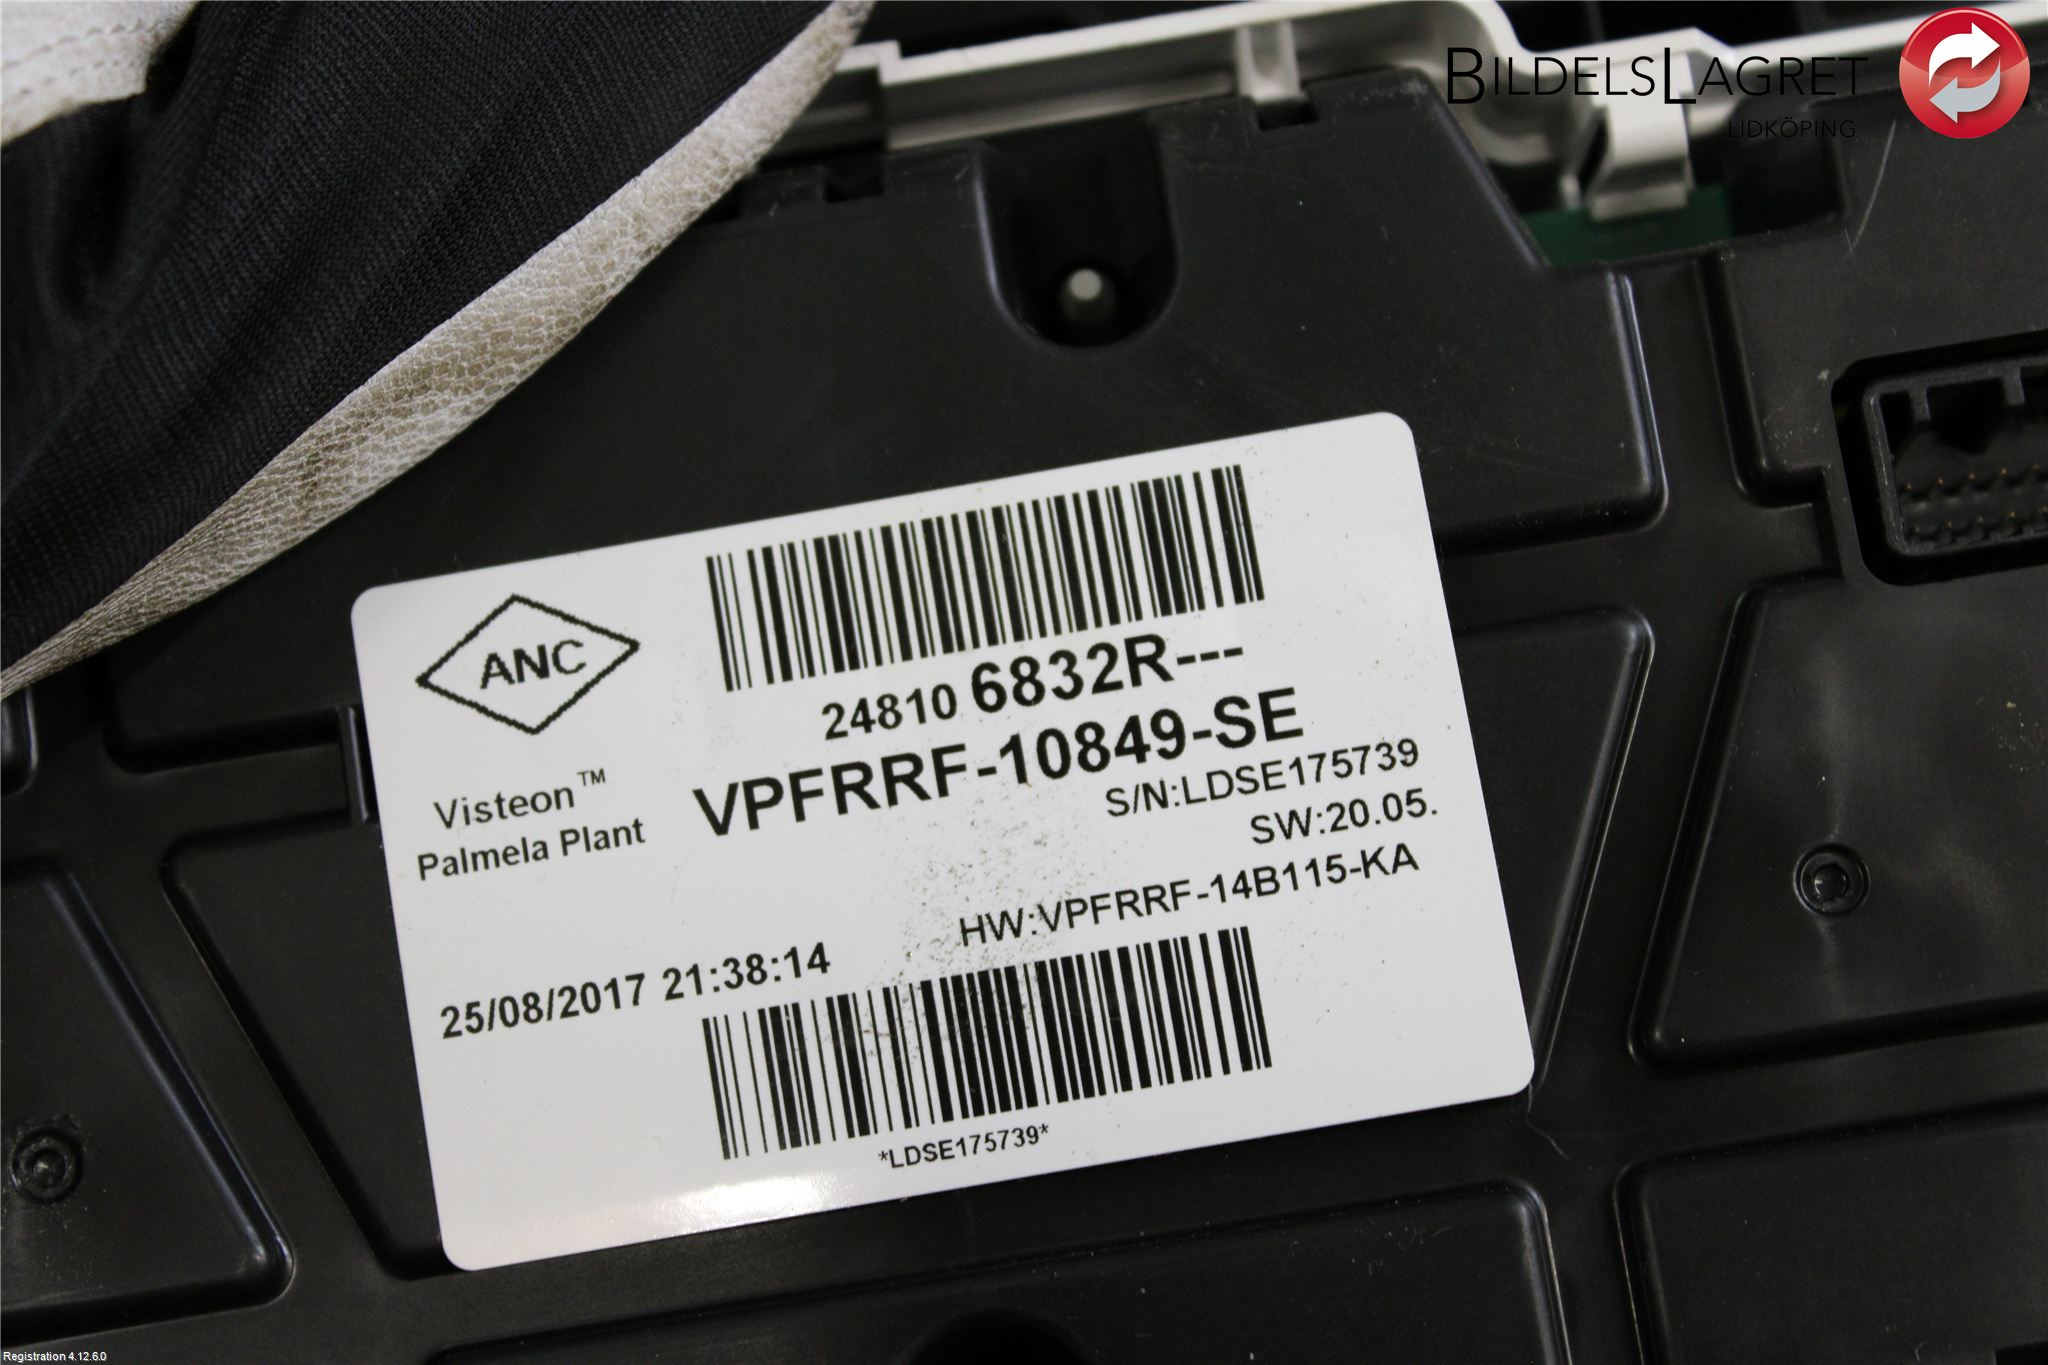 BILDELSLAGRET
LIDKÖPING
ANC
Visteon™
Palmela Plant
24810 6832R---
VPFRRF-10849-SE
S/N:LDSE175739
SW:20.05.
HW:VPFRRF-14B115-KA
25/08/2017 21:38:14
*LDSE175739*
Registration 4.12.6.0